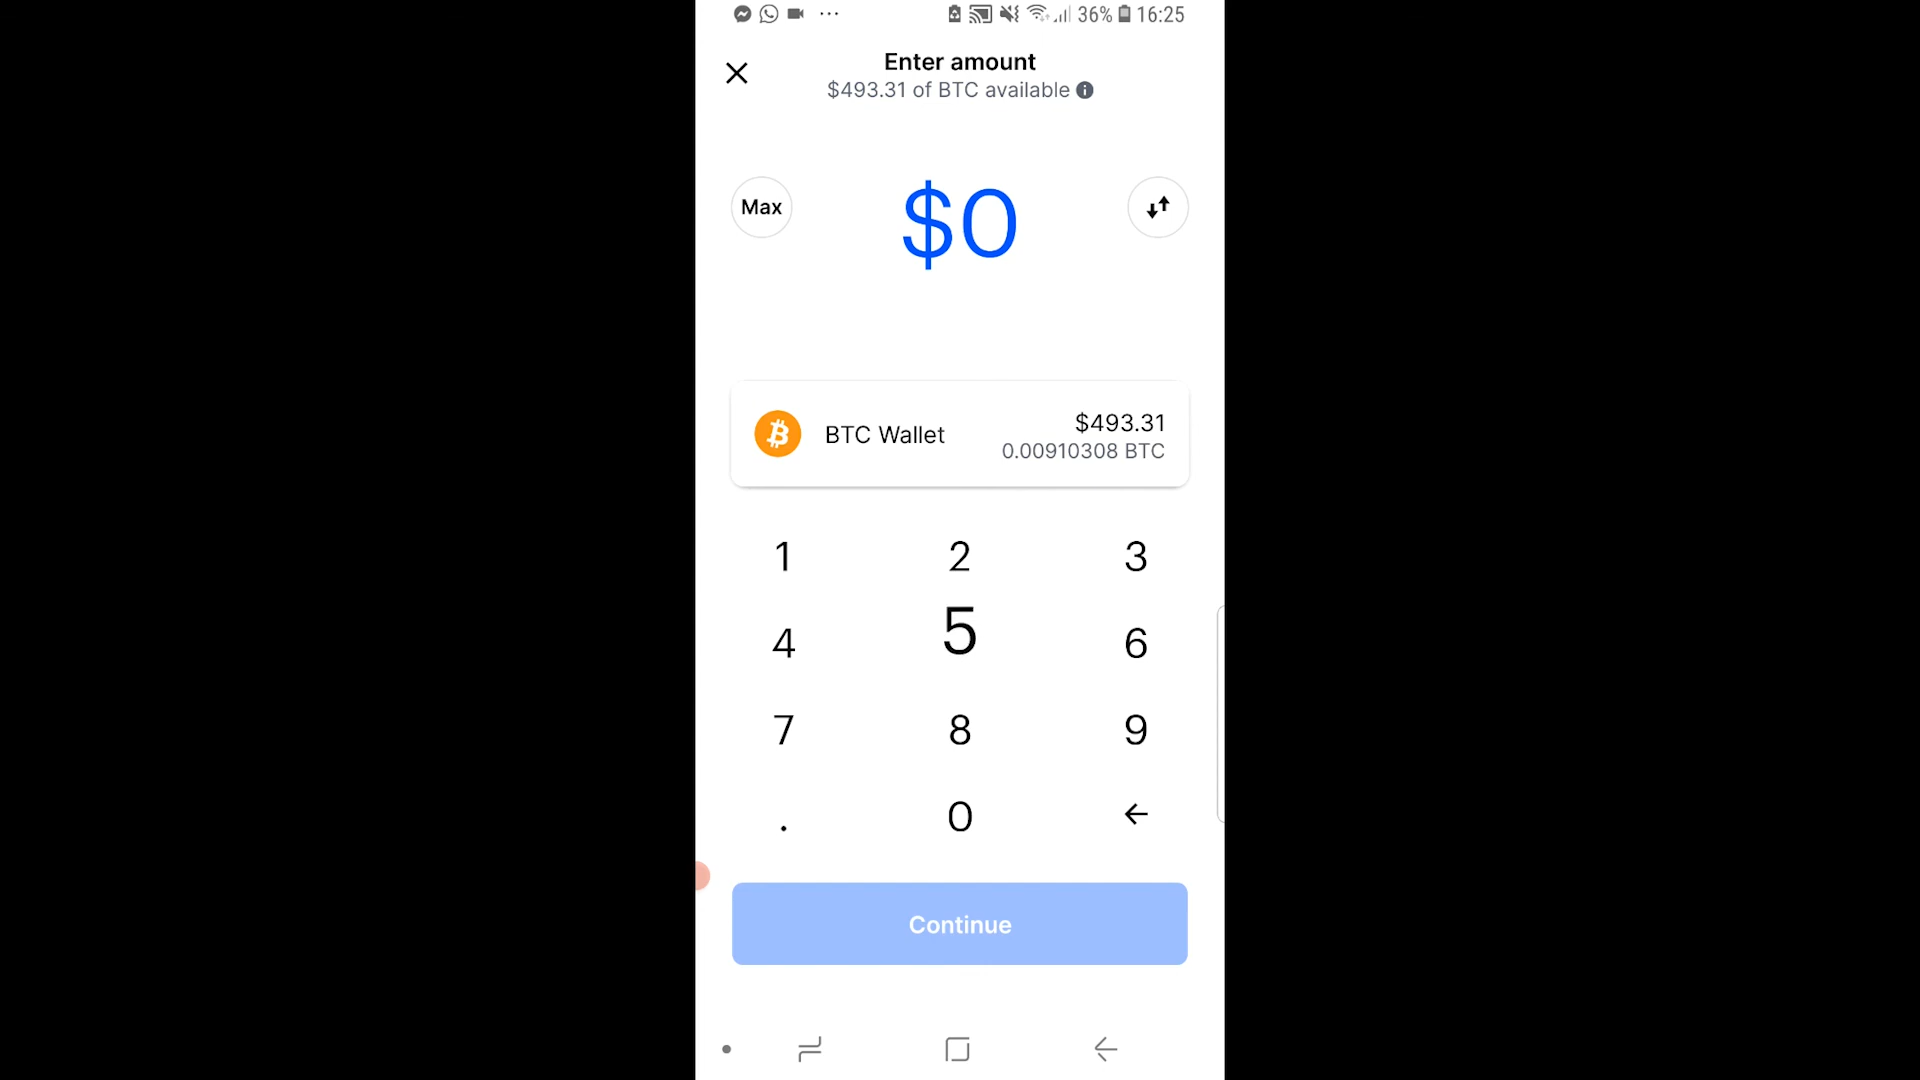 36% 16:25
Enter amount
$493.31 of BTC available
Max
$0
BTC Wallet
$493.31
0.00910308 BTC
1 2 3
4 5 6
7 8 9
. 0
Continue